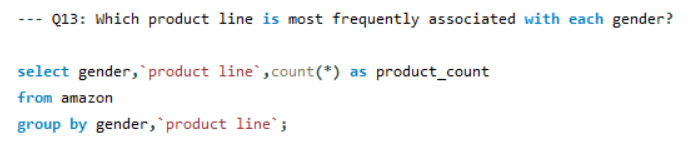 --- Q13: Which product line is most frequently associated with each gender?
select gender,`product line`,count(*) as product_count
from amazon
group by gender,`product line`;